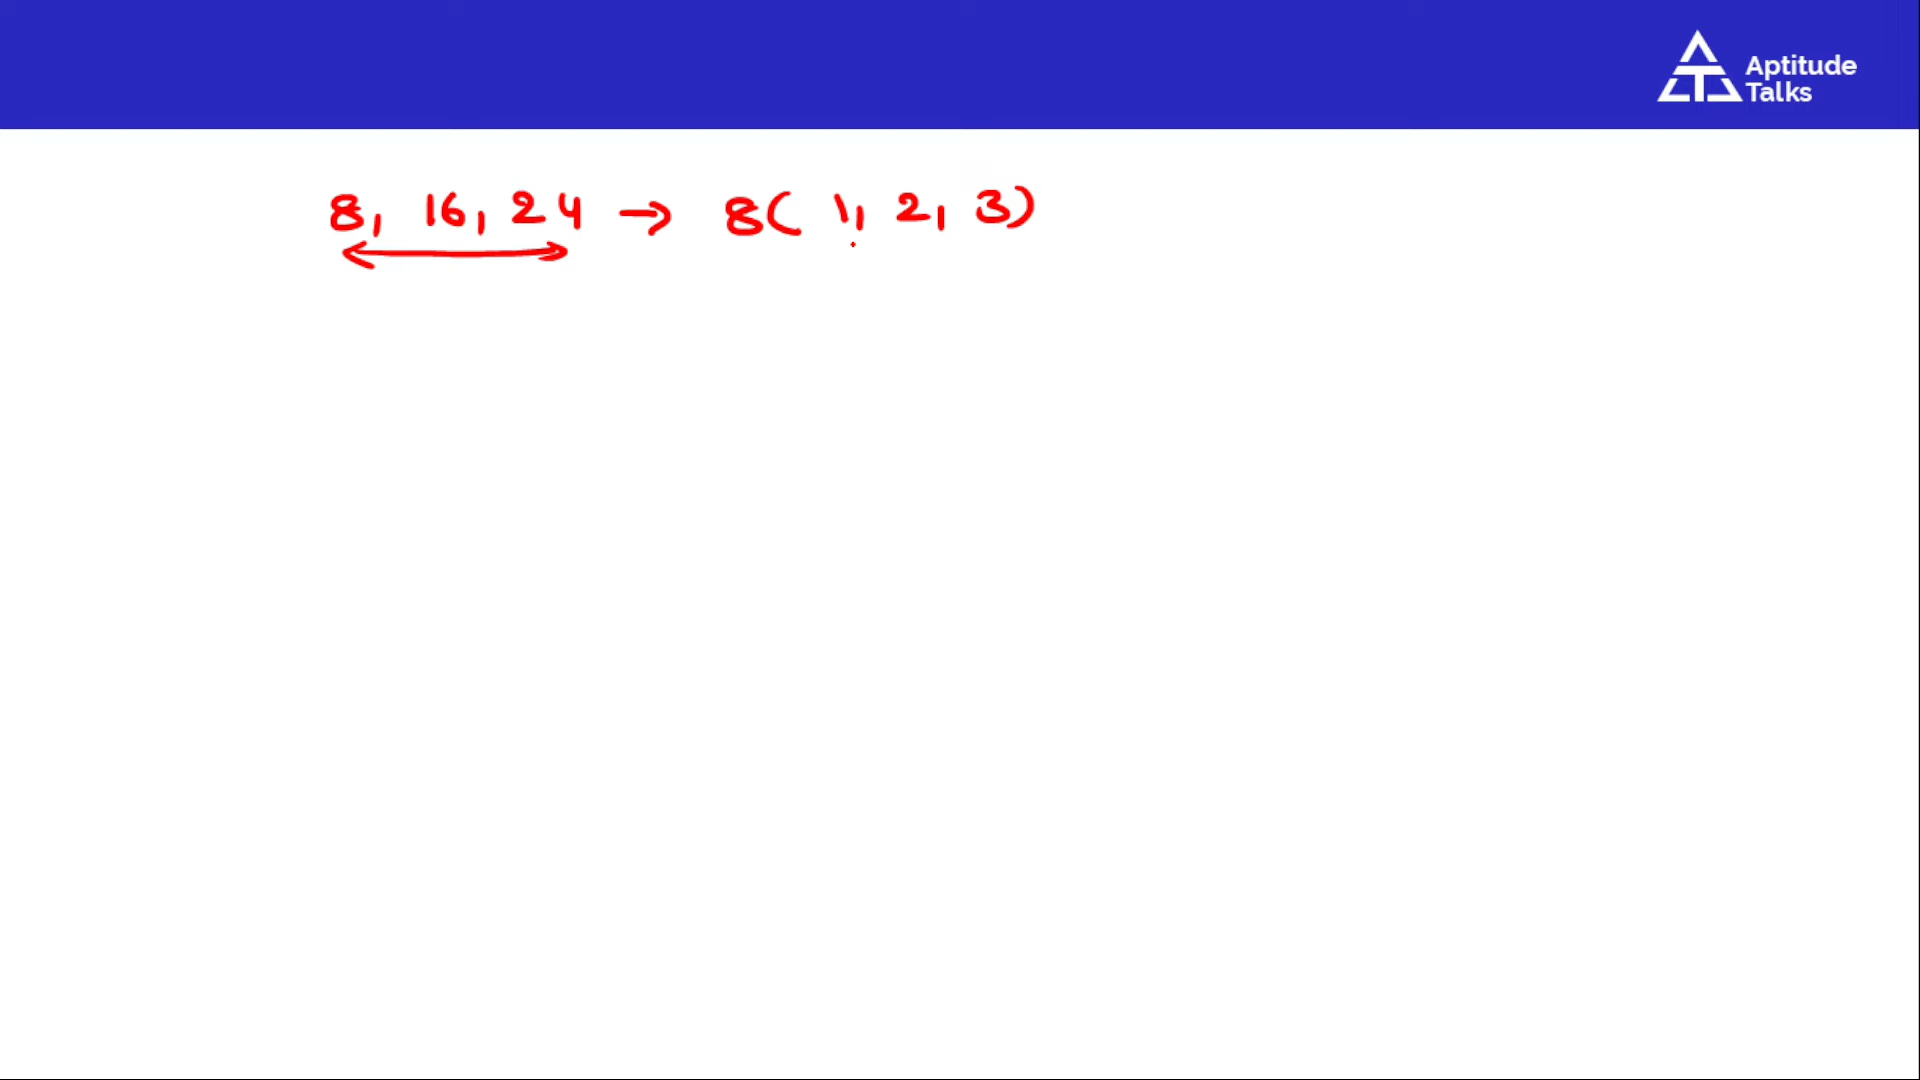 Aptitude
Talks
8, 16, 24 → 8( 1, 2, 3)